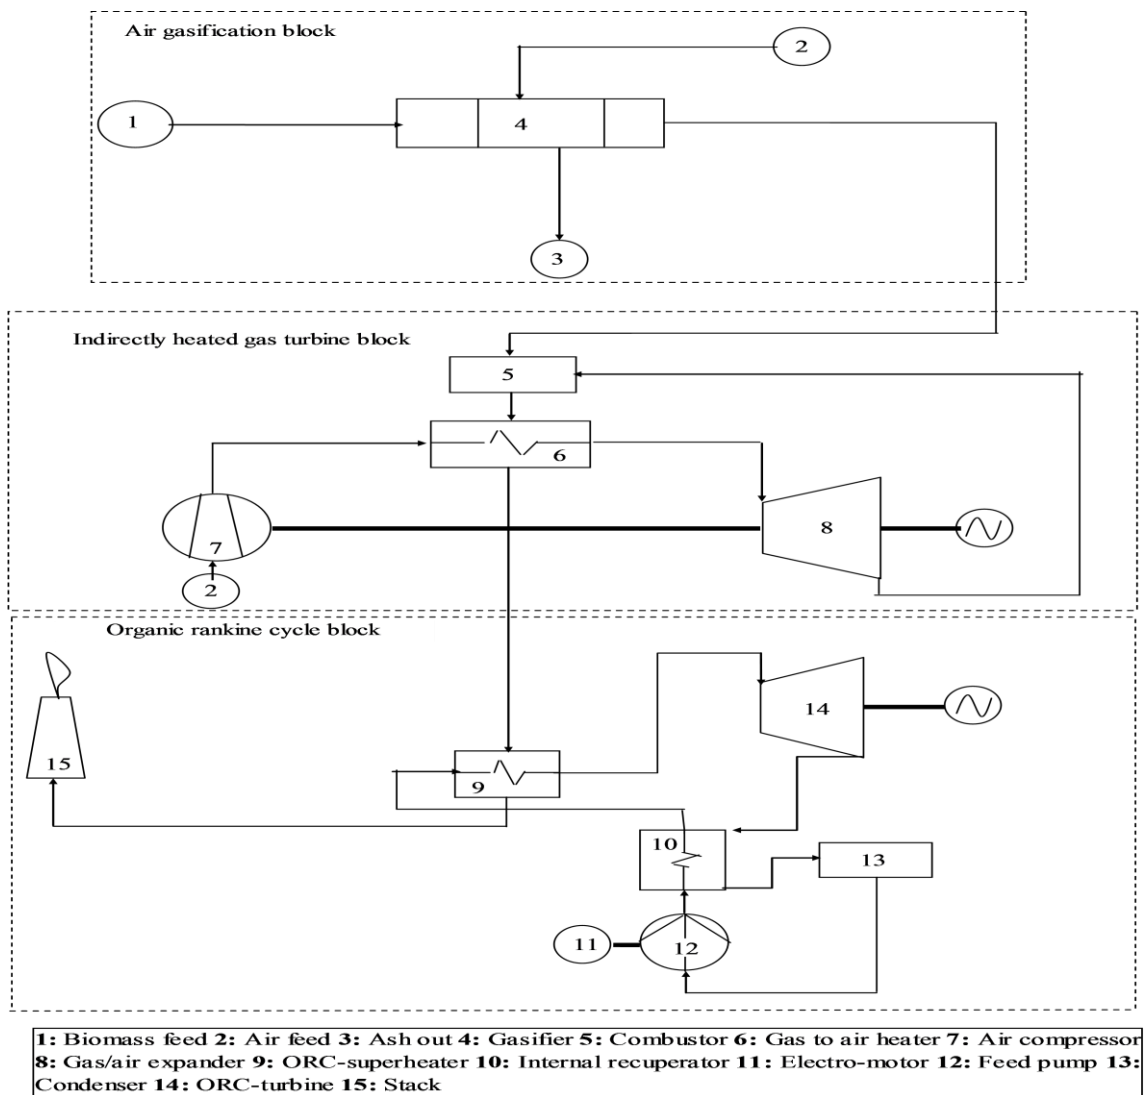 Air gasification block
2
1
4
3
Indirectly heated gas turbine block
5
6
7
8
2
Organic rankine cycle block
14
15
9
10
13
11
12
1: Biomass feed 2: Air feed 3: Ash out 4: Gasifier 5: Combustor 6: Gas to air heater 7: Air compressor
8: Gas/air expander 9: ORC-superheater 10: Internal recuperator 11: Electro-motor 12: Feed pump 13:
Condenser 14: ORC-turbine 15: Stack